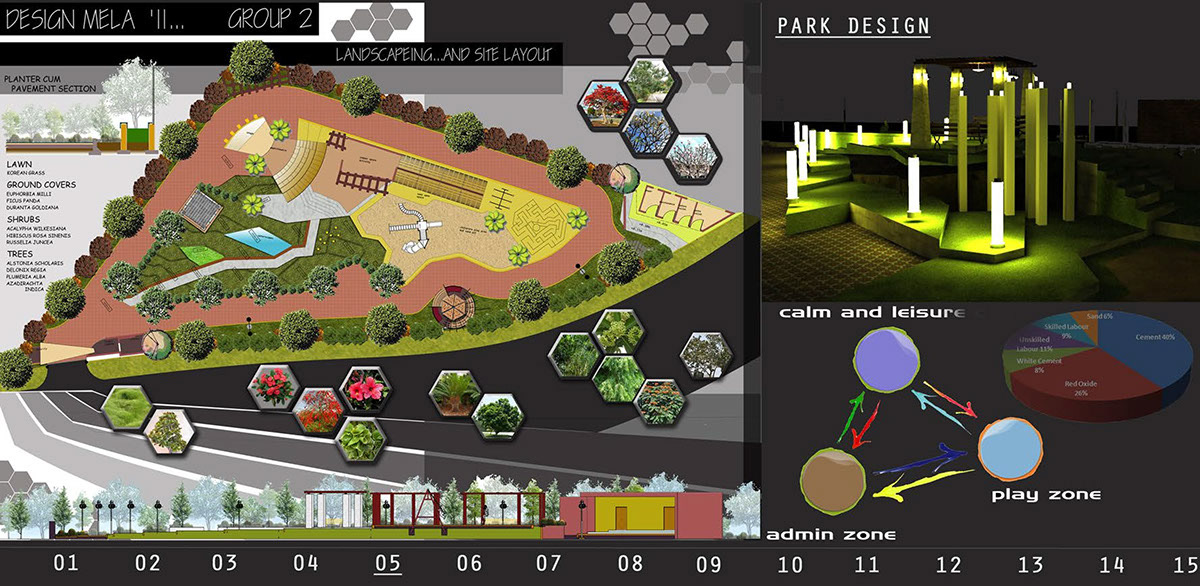 DESIGN MELA '11... GROUP 2
LANDSCAPEING...AND SITE LAYOUT
PLANTER CUM
PAVEMENT SECTION
LAWN
KOREAN GRASS
GROUND COVERS
EUPHORBIA MILLI
FICUS PANDA
DURANTA GOLDIANA
SHRUBS
ACALYPHA WILKESIANA
HIBISCUS ROSA SINENIS
RUSSELIA JUNCEA
TREES
ALSTONIA SCHOLARIS
DELONIX REGIA
PLUMERIA ALBA
AZADIRACHTA
INDICA
PARK DESIGN
calm and leisure
play zone
admin zone
Sand 6%
Skilled Labour
9%
Unskilled
Labour 11%
White Cement
8%
Red Oxide
26%
Cement 40%
01 02 03 04 05 06 07 08 09 10 11 12 13 14 15